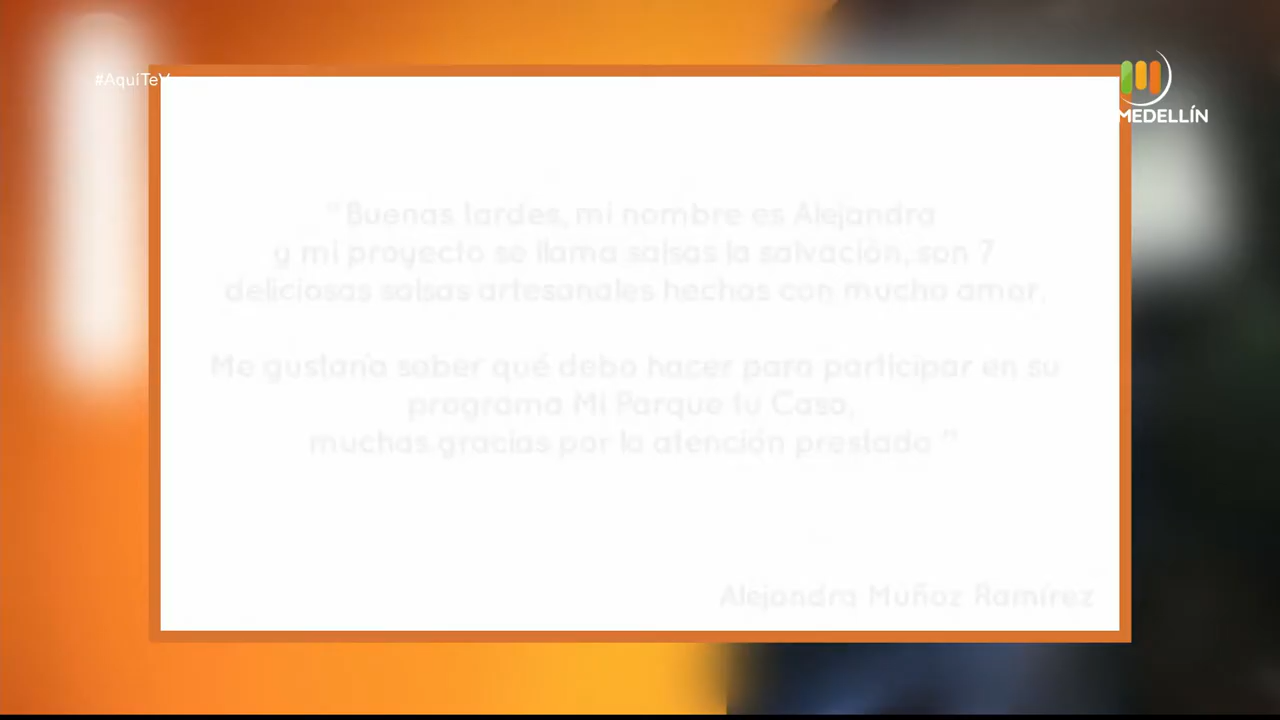 #AquíTeV
MEDELLÍN
"Buenas tardes, mi nombre es Alejandra
y mi proyecto se llama salsas la salvación, son 7
deliciosas salsas artesanales hechas con mucho amor.
Me gustaría saber qué debo hacer para participar en su
programa Mi Parque tu Casa,
muchas gracias por la atención prestada"
Alejandra Muñoz Ramírez